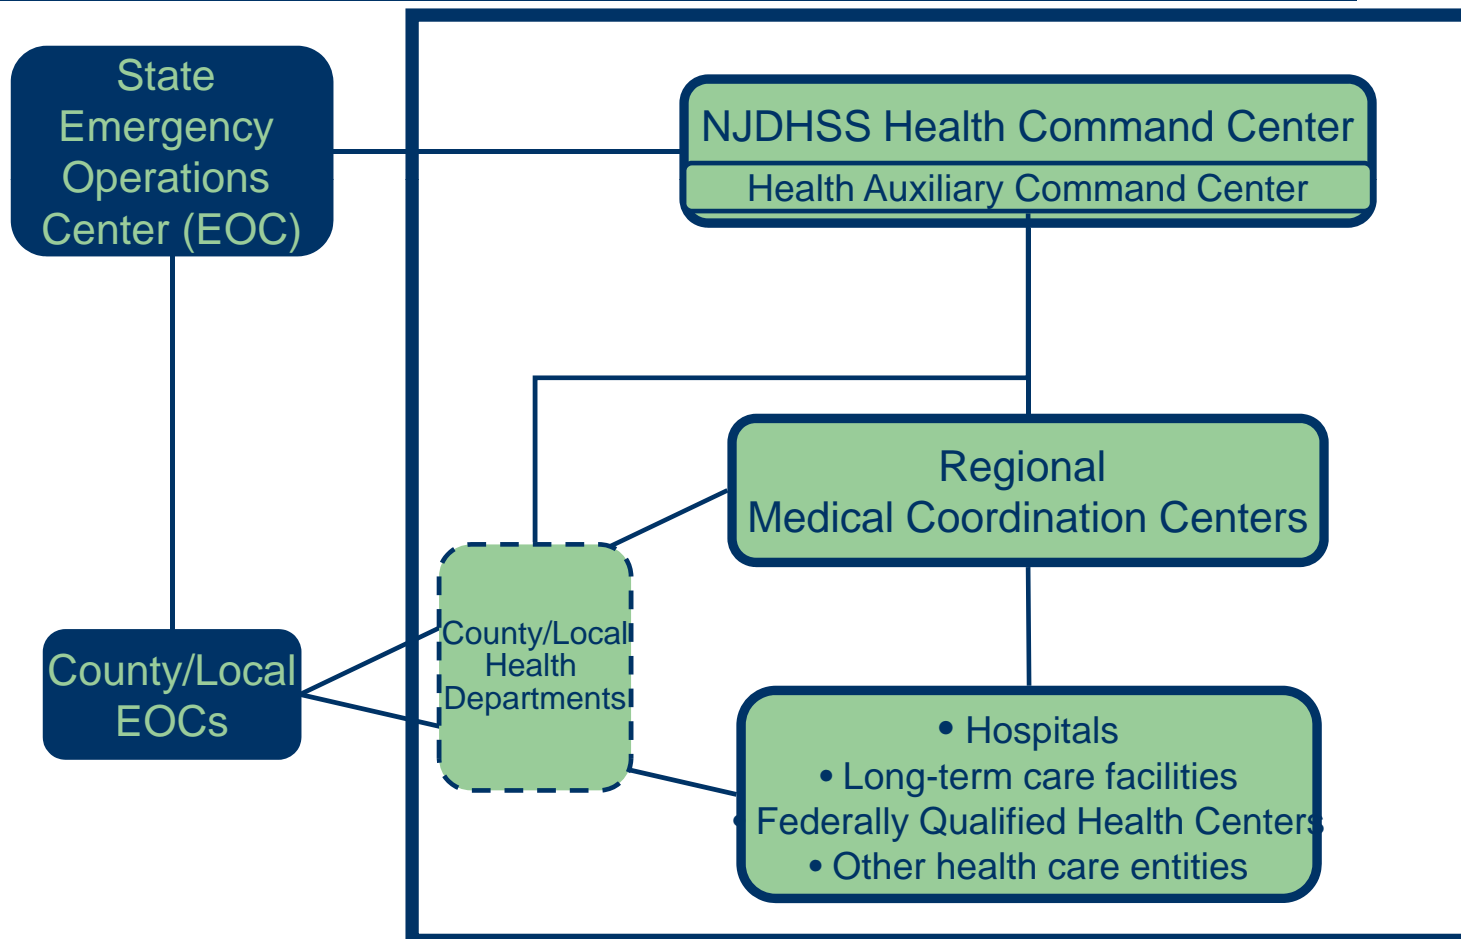 State
Emergency
Operations
Center (EOC)
NJDHSS Health Command Center
Health Auxiliary Command Center
Regional
Medical Coordination Centers
County/Local
Health
Departments
County/Local
EOCs
• Hospitals
• Long-term care facilities
• Federally Qualified Health Centers
• Other health care entities